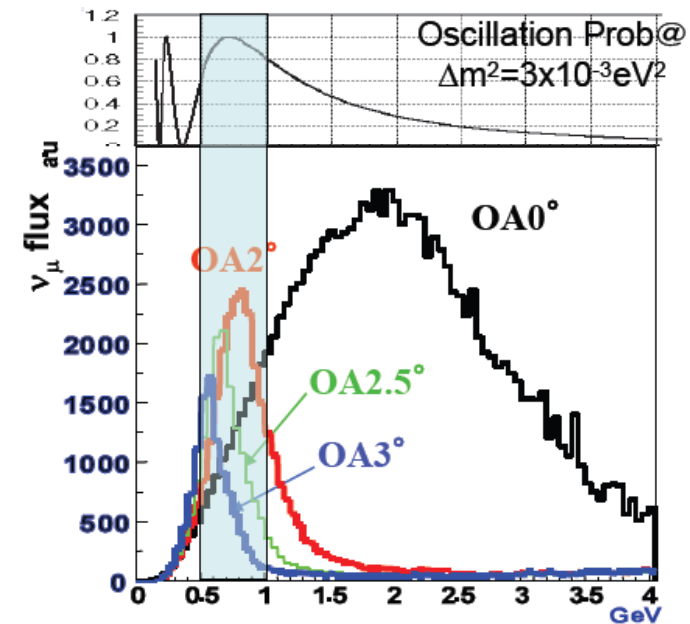 1.2
1
0.8
0.6
0.4
0.2
Oscillation Prob@
Δm²=3x10⁻³eV²
νμ flux au
3500
3000
2500
2000
1500
1000
500
0
OA0°
OA2°
OA2.5°
OA3°
0 0.5 1 1.5 2 2.5 3 3.5 4
GeV